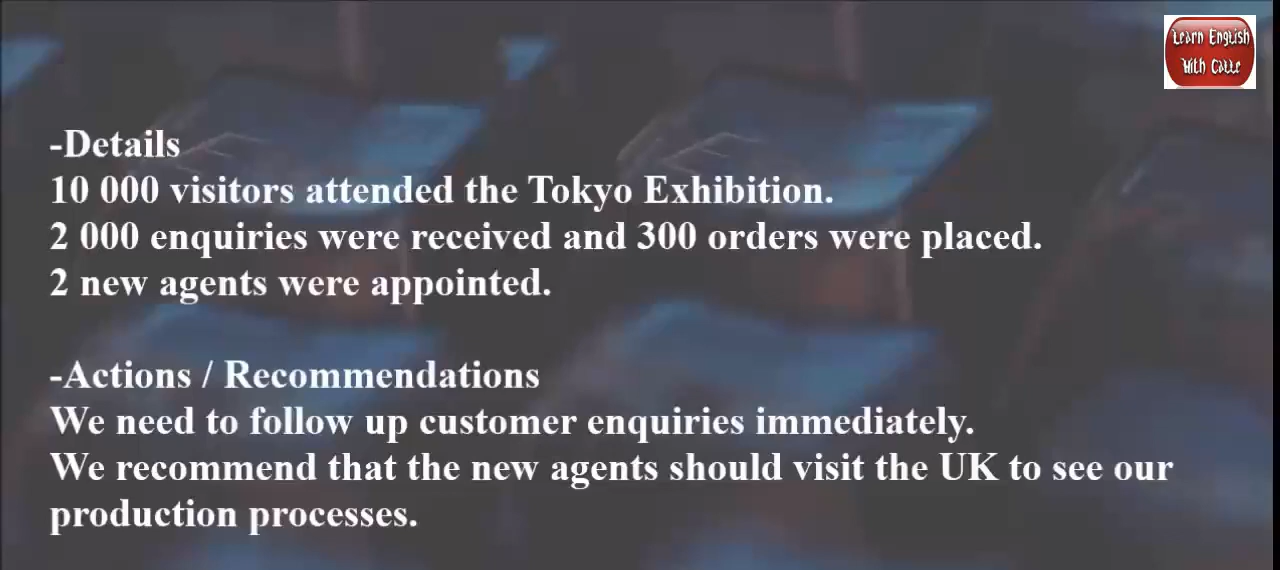 Learn English
With Catte
-Details
10 000 visitors attended the Tokyo Exhibition.
2 000 enquiries were received and 300 orders were placed.
2 new agents were appointed.
-Actions / Recommendations
We need to follow up customer enquiries immediately.
We recommend that the new agents should visit the UK to see our
production processes.